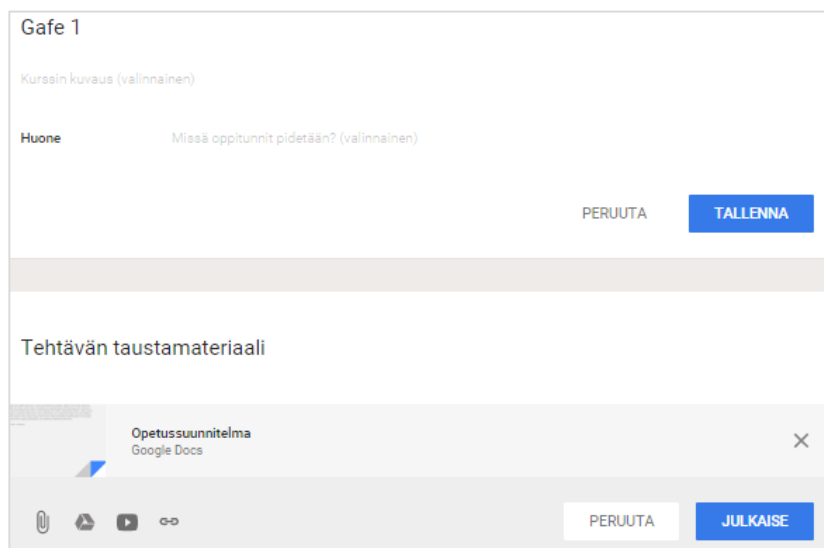 Gafe 1
Kurssin kuvaus (valinnainen)
Huone Missä oppitunnit pidetään? (valinnainen)
PERUUTA TALLENNA
Tehtävän taustamateriaali
Opetussuunnitelma
Google Docs
PERUUTA JULKAISE